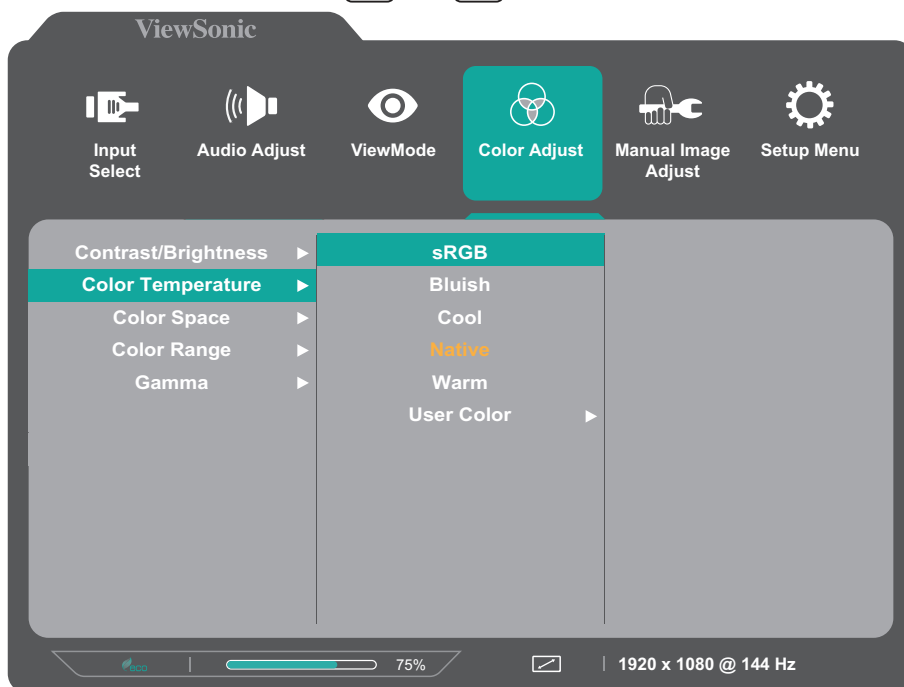 ViewSonic
Input Select
Audio Adjust
ViewMode
Color Adjust
Manual Image Adjust
Setup Menu
Contrast/Brightness
Color Temperature
Color Space
Color Range
Gamma
sRGB
Bluish
Cool
Native
Warm
User Color
eco
75%
1920 x 1080 @ 144 Hz